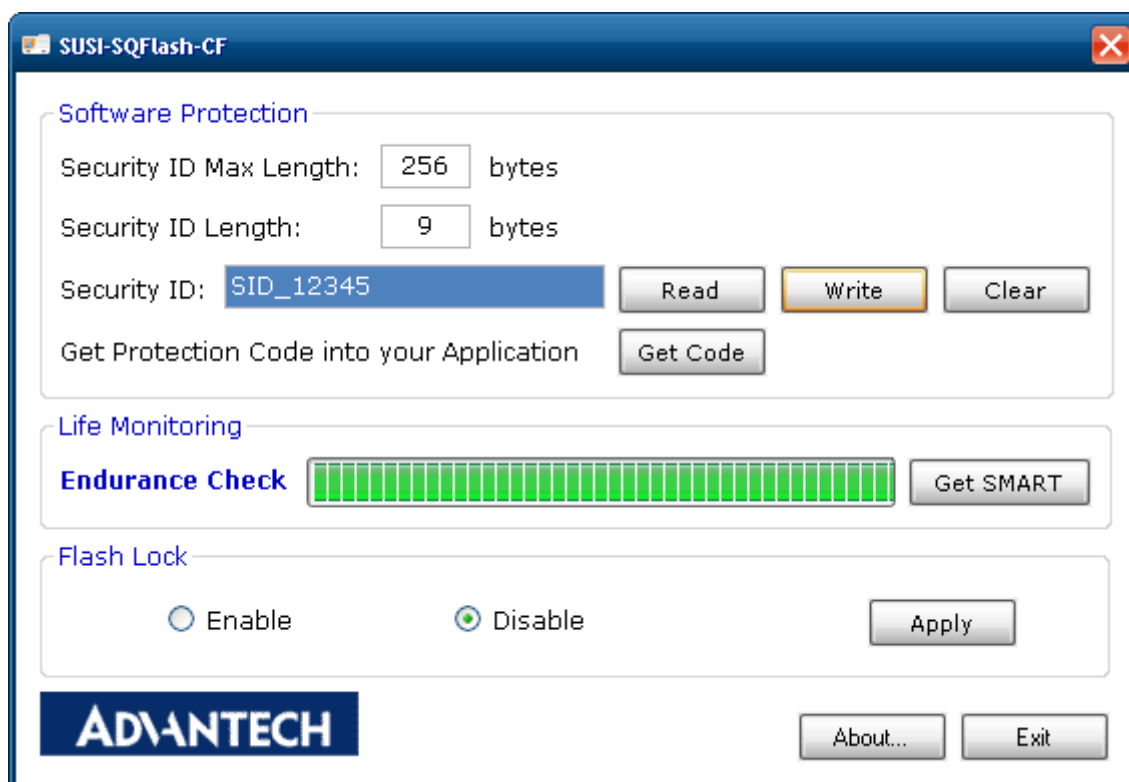 SUSI-SQFlash-CF
Software Protection
Security ID Max Length: 256 bytes
Security ID Length: 9 bytes
Security ID: SID_12345 Read Write Clear
Get Protection Code into your Application Get Code
Life Monitoring
Endurance Check Get SMART
Flash Lock
Enable Disable Apply
ADVANTECH
About... Exit